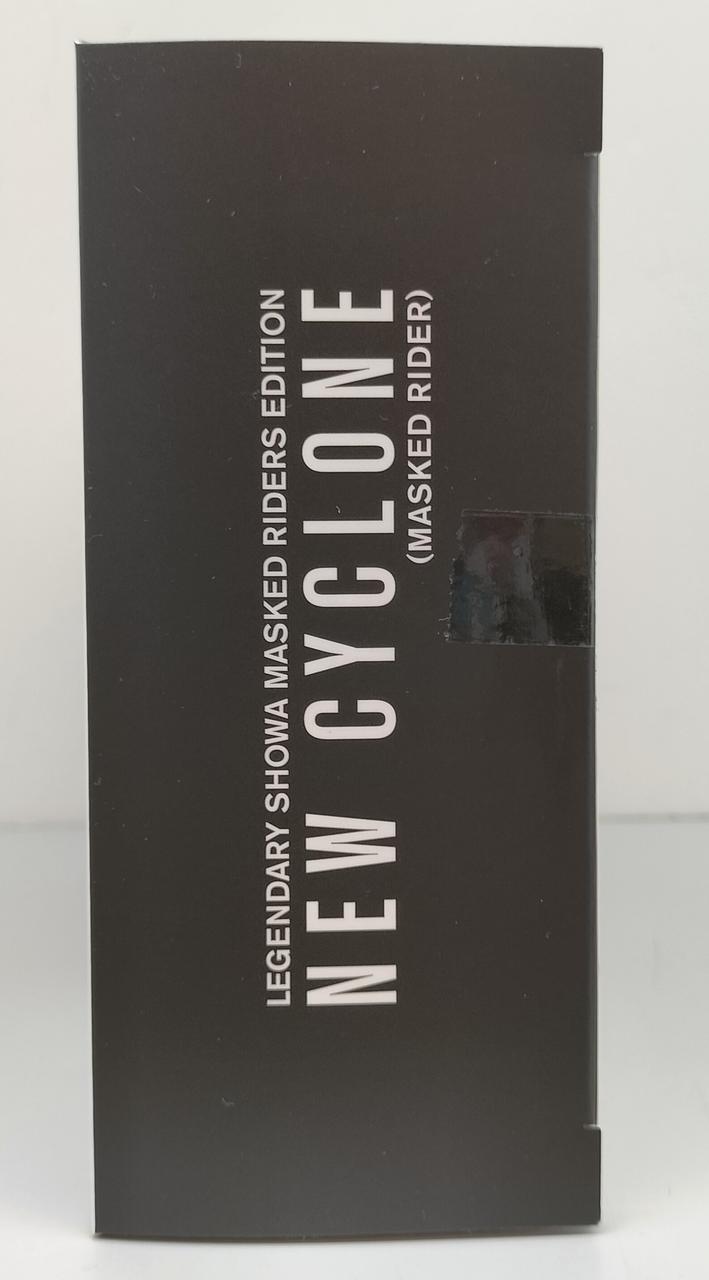 LEGENDARY SHOWA MASKED RIDERS EDITION
NEW CYCLONE
(MASKED RIDER)